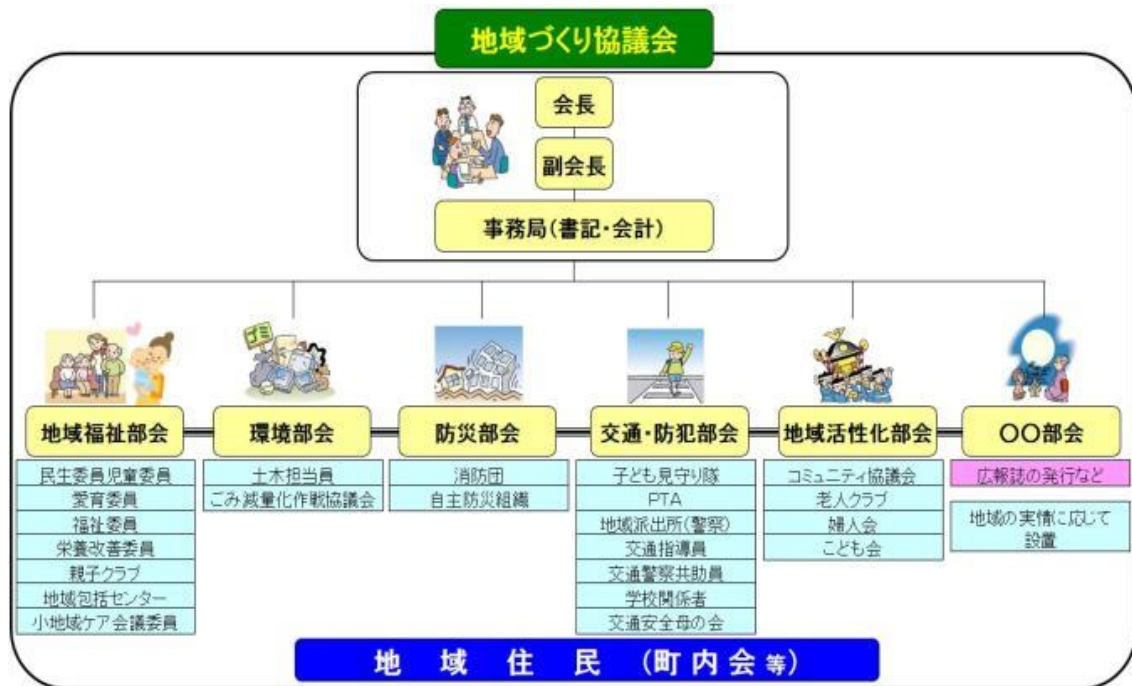 地域づくり協議会
会長
副会長
事務局(書記・会計)
ゴミ
地域福祉部会
環境部会
防災部会
交通・防犯部会
地域活性化部会
〇〇部会
民生委員児童委員
愛育委員
福祉委員
栄養改善委員
親子クラブ
地域包括センター
小地域ケア会議委員
土木担当員
ごみ減量化作戦協議会
消防団
自主防災組織
子ども見守り隊
PTA
地域派出所(警察)
交通指導員
交通警察共助員
学校関係者
交通安全母の会
コミュニティ協議会
老人クラブ
婦人会
こども会
広報誌の発行など
地域の実情に応じて
設置
地域住民(町内会等)